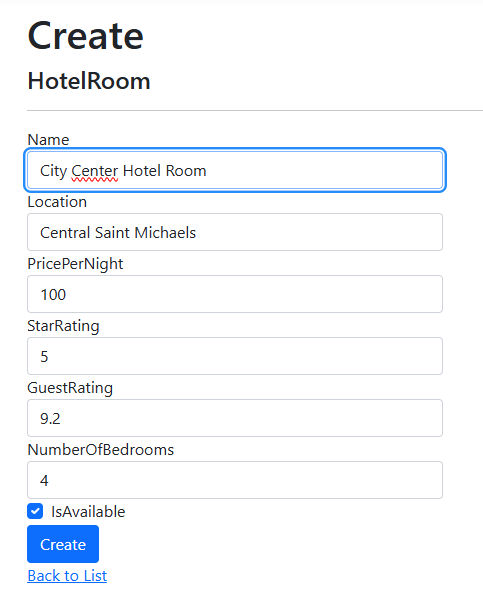 Create
HotelRoom
Name
City Center Hotel Room
Location
Central Saint Michaels
PricePerNight
100
StarRating
5
GuestRating
9.2
NumberOfBedrooms
4
IsAvailable
Create
Back to List